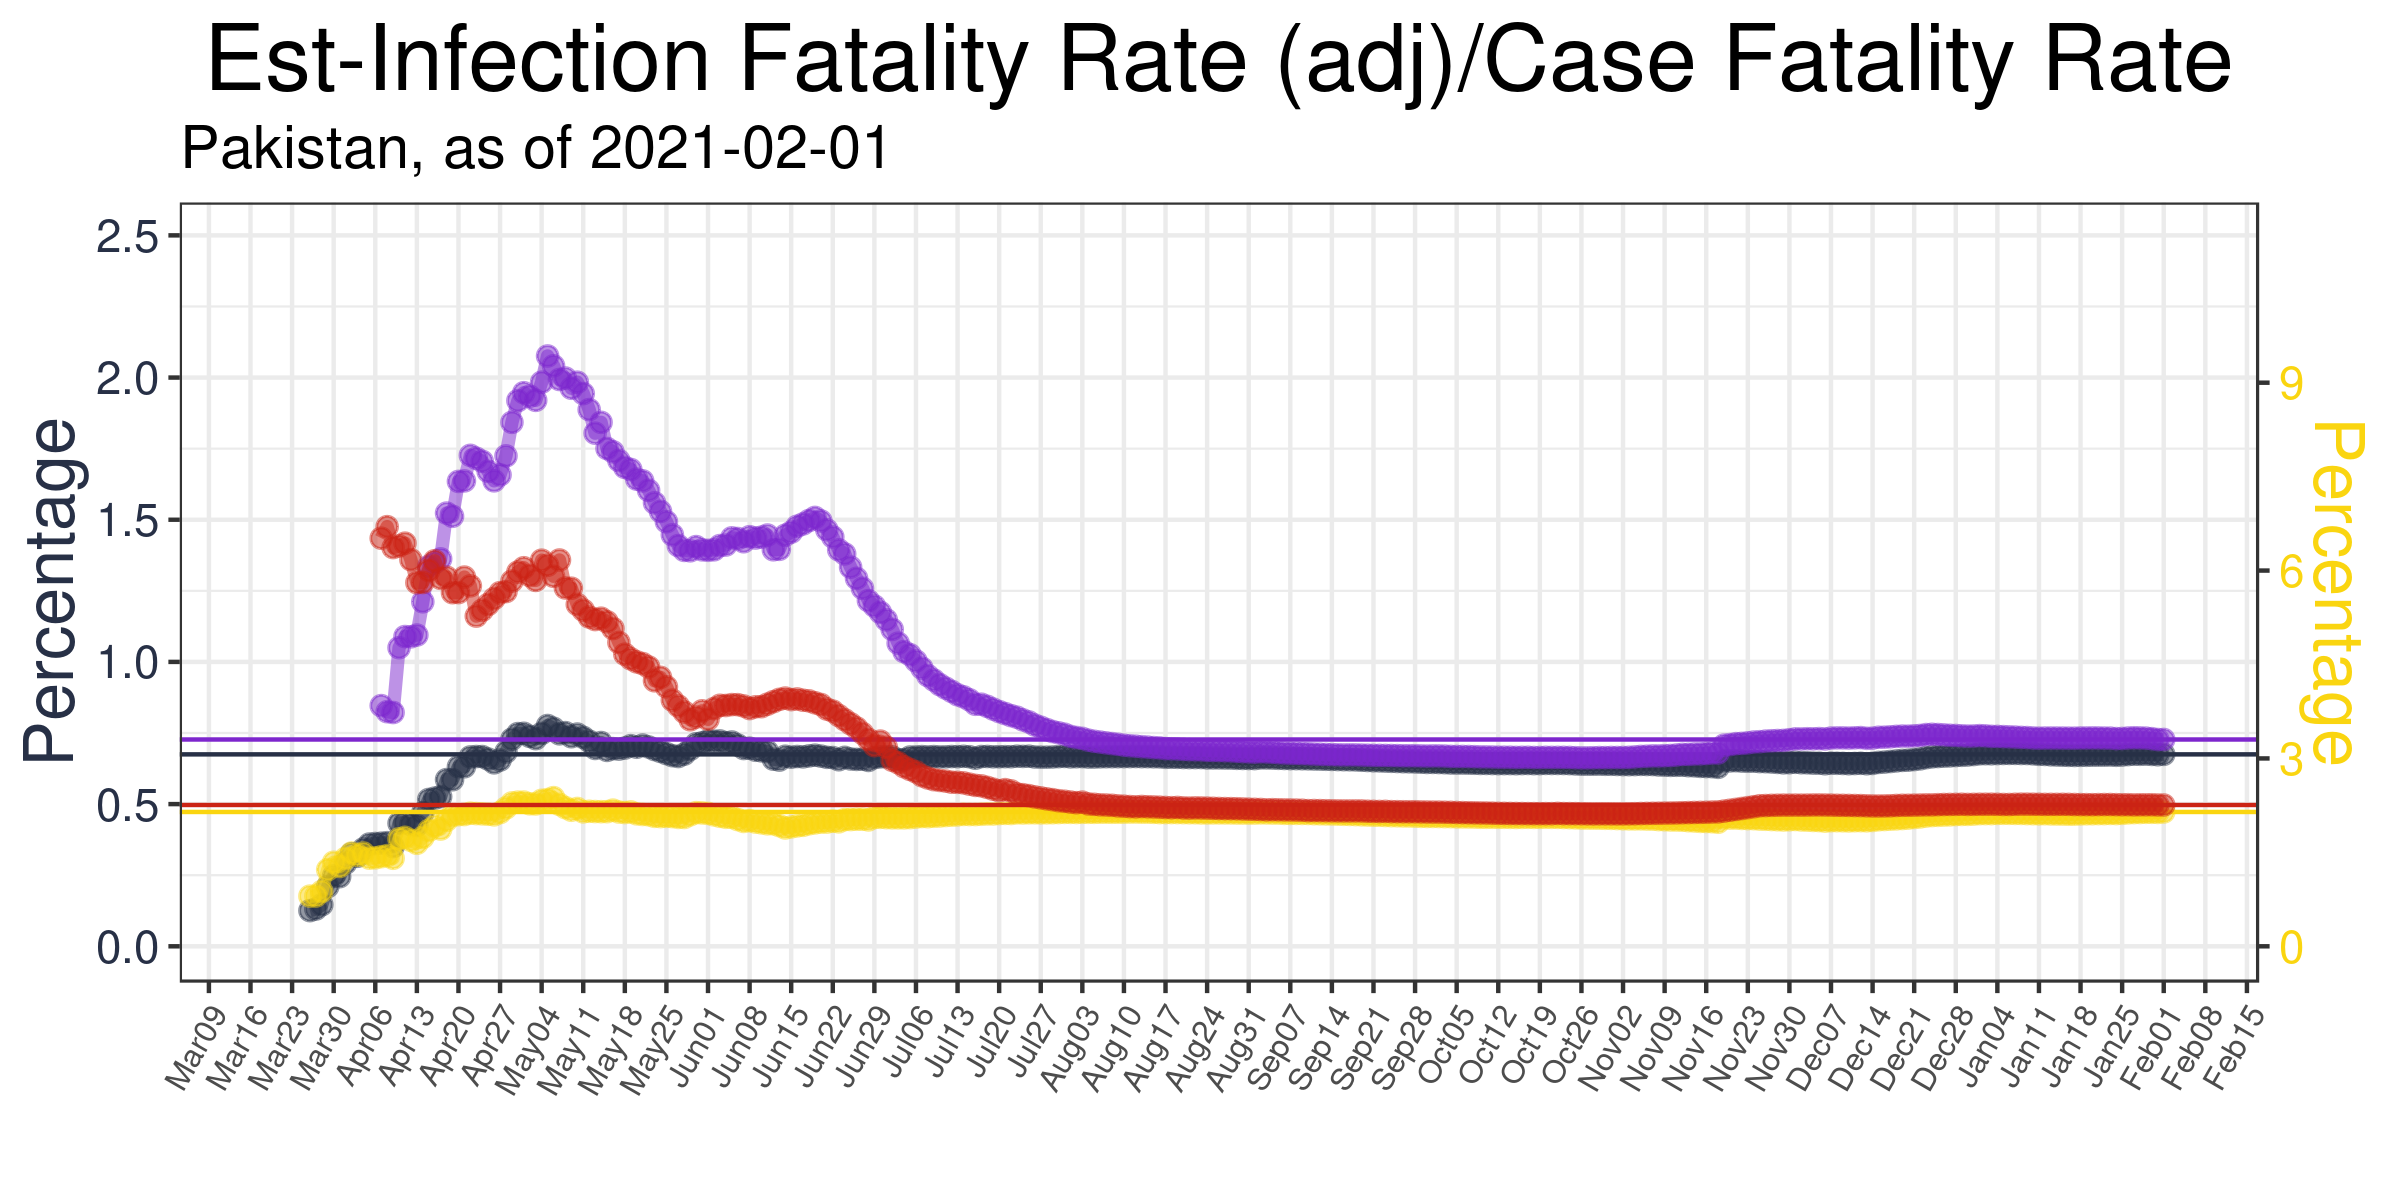 Est-Infection Fatality Rate (adj)/Case Fatality Rate
Pakistan, as of 2021-02-01
Percentage
2.5
2.0
1.5
1.0
0.5
0.0
9
6
3
0
Percentage
Mar09
Mar16
Mar23
Mar30
Apr06
Apr13
Apr20
Apr27
May04
May11
May18
May25
Jun01
Jun08
Jun15
Jun22
Jun29
Jul06
Jul13
Jul20
Jul27
Aug03
Aug10
Aug17
Aug24
Aug31
Sep07
Sep14
Sep21
Sep28
Oct05
Oct12
Oct19
Oct26
Nov02
Nov09
Nov16
Nov23
Nov30
Dec07
Dec14
Dec21
Dec28
Jan04
Jan11
Jan18
Jan25
Feb01
Feb08
Feb15